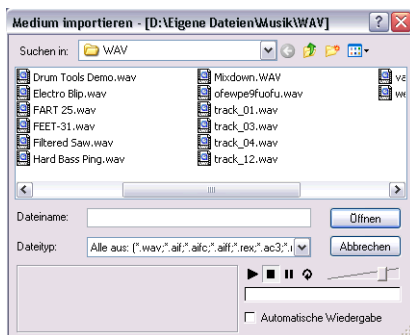 Medium importieren - [D:\Eigene Dateien\Musik\WAV]
Suchen in: WAV
Drum Tools Demo.wav Mixdown.WAV va
Electro Blip.wav ofewpe9fuofu.wav we
FART 25.wav track_01.wav
FEET-31.wav track_03.wav
Filtered Saw.wav track_04.wav
Hard Bass Ping.wav track_12.wav
Dateiname: Öffnen
Dateityp: Alle aus: (*.wav;*.aif;*.aifc;*.aiff;*.rex;*.ac3;*. Abbrechen
Automatische Wiedergabe